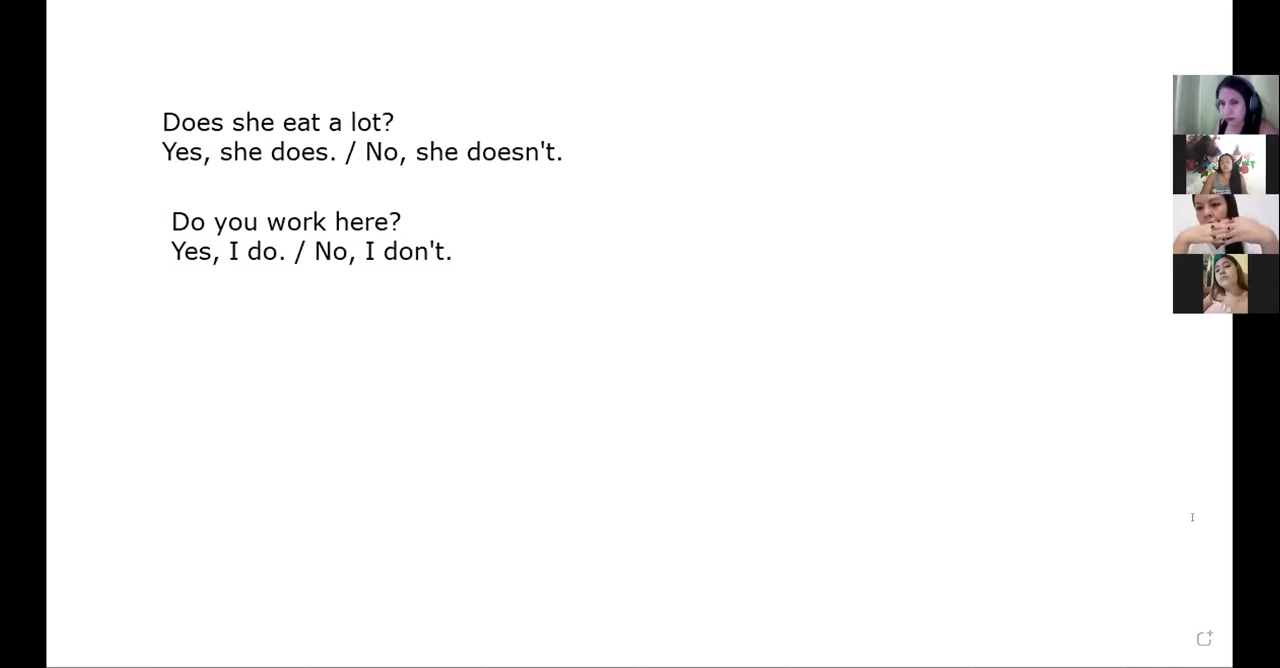 Does she eat a lot?
Yes, she does. / No, she doesn't.
Do you work here?
Yes, I do. / No, I don't.